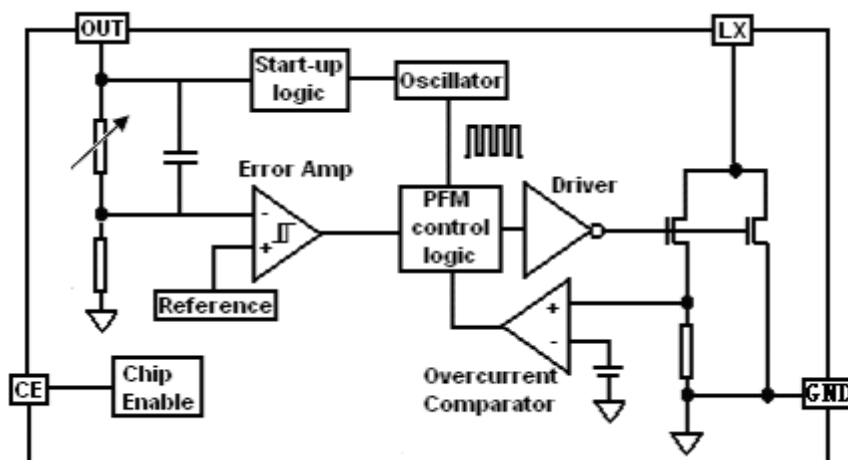 OUT
LX
Start-up
logic
Oscillator
Error Amp
Driver
-
+
PFM
control
logic
Reference
+
-
CE
Chip
Enable
Overcurrent
Comparator
GND